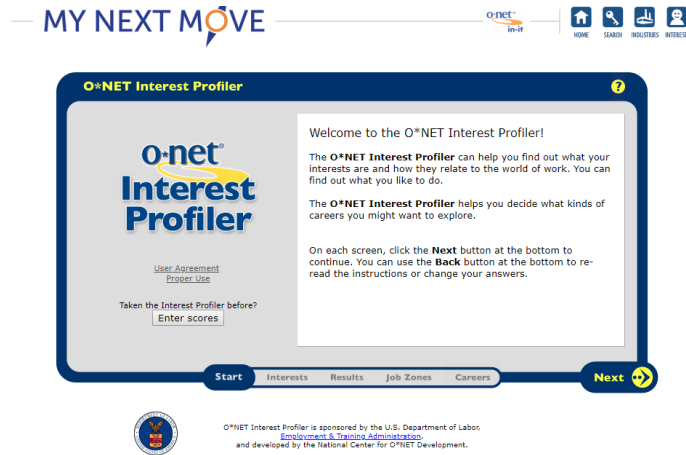 MY NEXT MOVE
o·net™
in-it
HOME
SEARCH
INDUSTRIES
INTEREST
O*NET Interest Profiler
?
o*net®
Interest
Profiler
User Agreement
Proper Use
Taken the Interest Profiler before?
Enter scores
Welcome to the O*NET Interest Profiler!
The O*NET Interest Profiler can help you find out what your
interests are and how they relate to the world of work. You can
find out what you like to do.
The O*NET Interest Profiler helps you decide what kinds of
careers you might want to explore.
On each screen, click the Next button at the bottom to
continue. You can use the Back button at the bottom to re-
read the instructions or change your answers.
Start
Interests
Results
Job Zones
Careers
Next
O*NET Interest Profiler is sponsored by the U.S. Department of Labor,
Employment & Training Administration,
and developed by the National Center for O*NET Development.